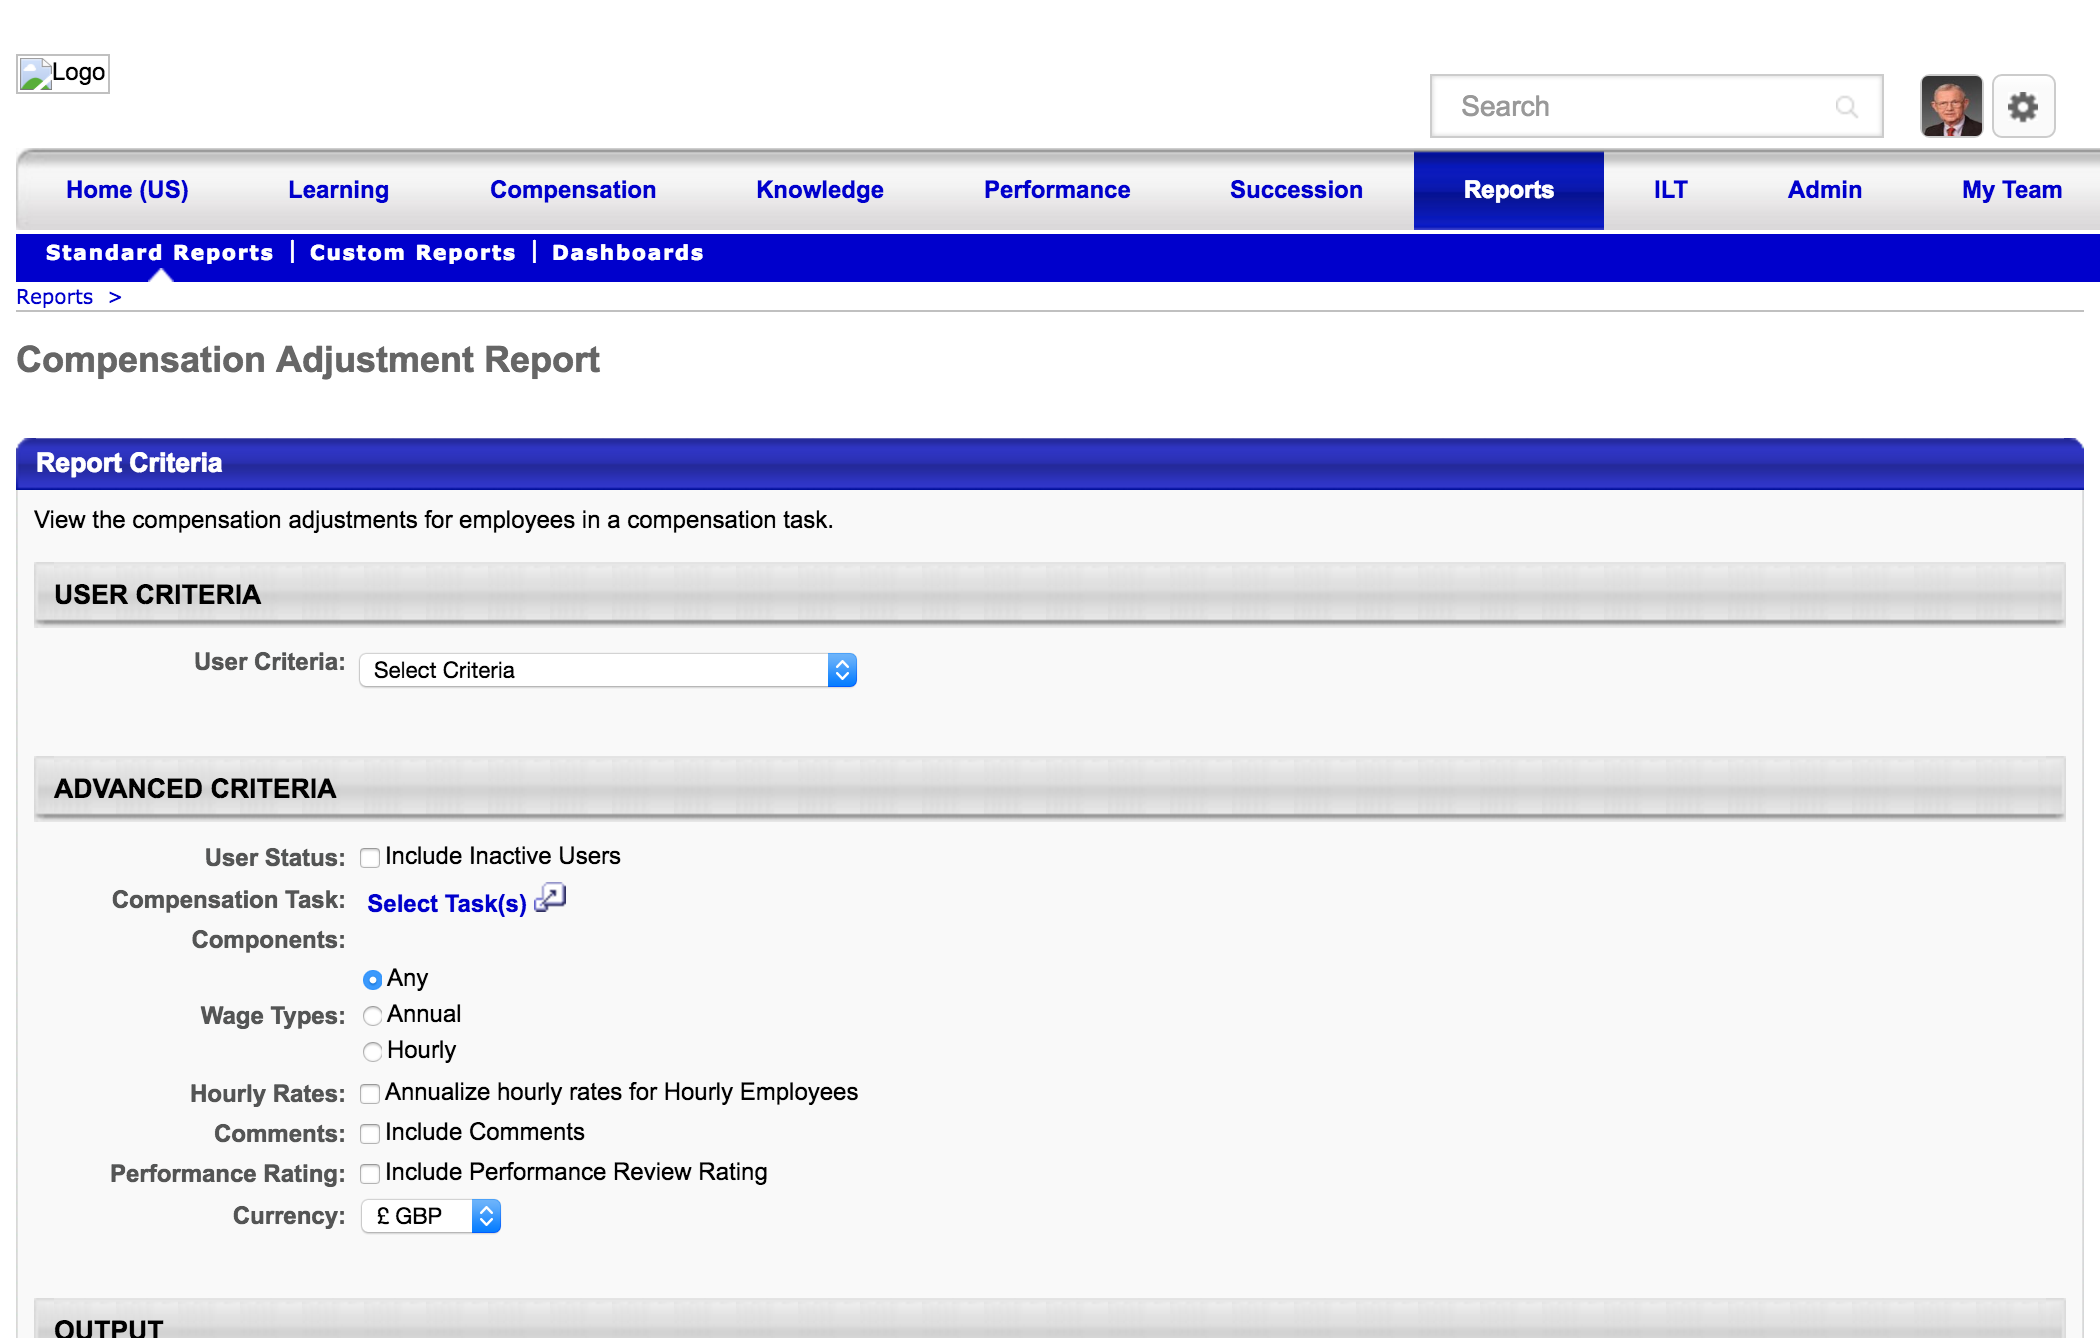 Logo
Search
Home (US) Learning Compensation Knowledge Performance Succession Reports ILT Admin My Team
Standard Reports | Custom Reports | Dashboards
Reports >
Compensation Adjustment Report
Report Criteria
View the compensation adjustments for employees in a compensation task.
USER CRITERIA
User Criteria: Select Criteria
ADVANCED CRITERIA
User Status: Include Inactive Users
Compensation Task: Select Task(s)
Components:
Any
Wage Types: Annual
Hourly
Hourly Rates: Annualize hourly rates for Hourly Employees
Comments: Include Comments
Performance Rating: Include Performance Review Rating
Currency: £ GBP
OUTPUT